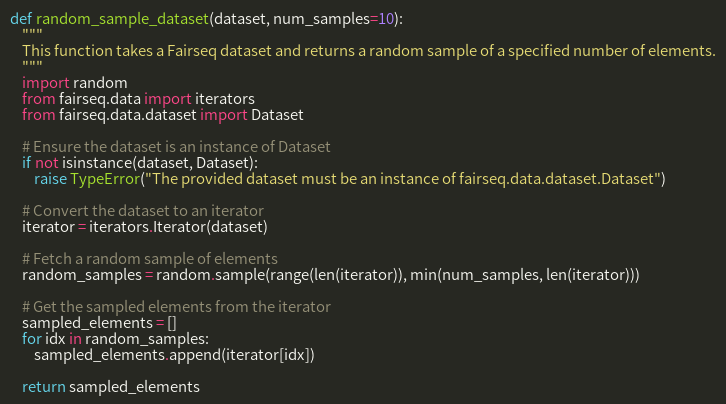 def random_sample_dataset(dataset, num_samples=10):
    """
    This function takes a Fairseq dataset and returns a random sample of a specified number of elements.
    """
    import random
    from fairseq.data import iterators
    from fairseq.data.dataset import Dataset

    # Ensure the dataset is an instance of Dataset
    if not isinstance(dataset, Dataset):
        raise TypeError("The provided dataset must be an instance of fairseq.data.dataset.Dataset")

    # Convert the dataset to an iterator
    iterator = iterators.Iterator(dataset)

    # Fetch a random sample of elements
    random_samples = random.sample(range(len(iterator)), min(num_samples, len(iterator)))

    # Get the sampled elements from the iterator
    sampled_elements = []
    for idx in random_samples:
        sampled_elements.append(iterator[idx])

    return sampled_elements